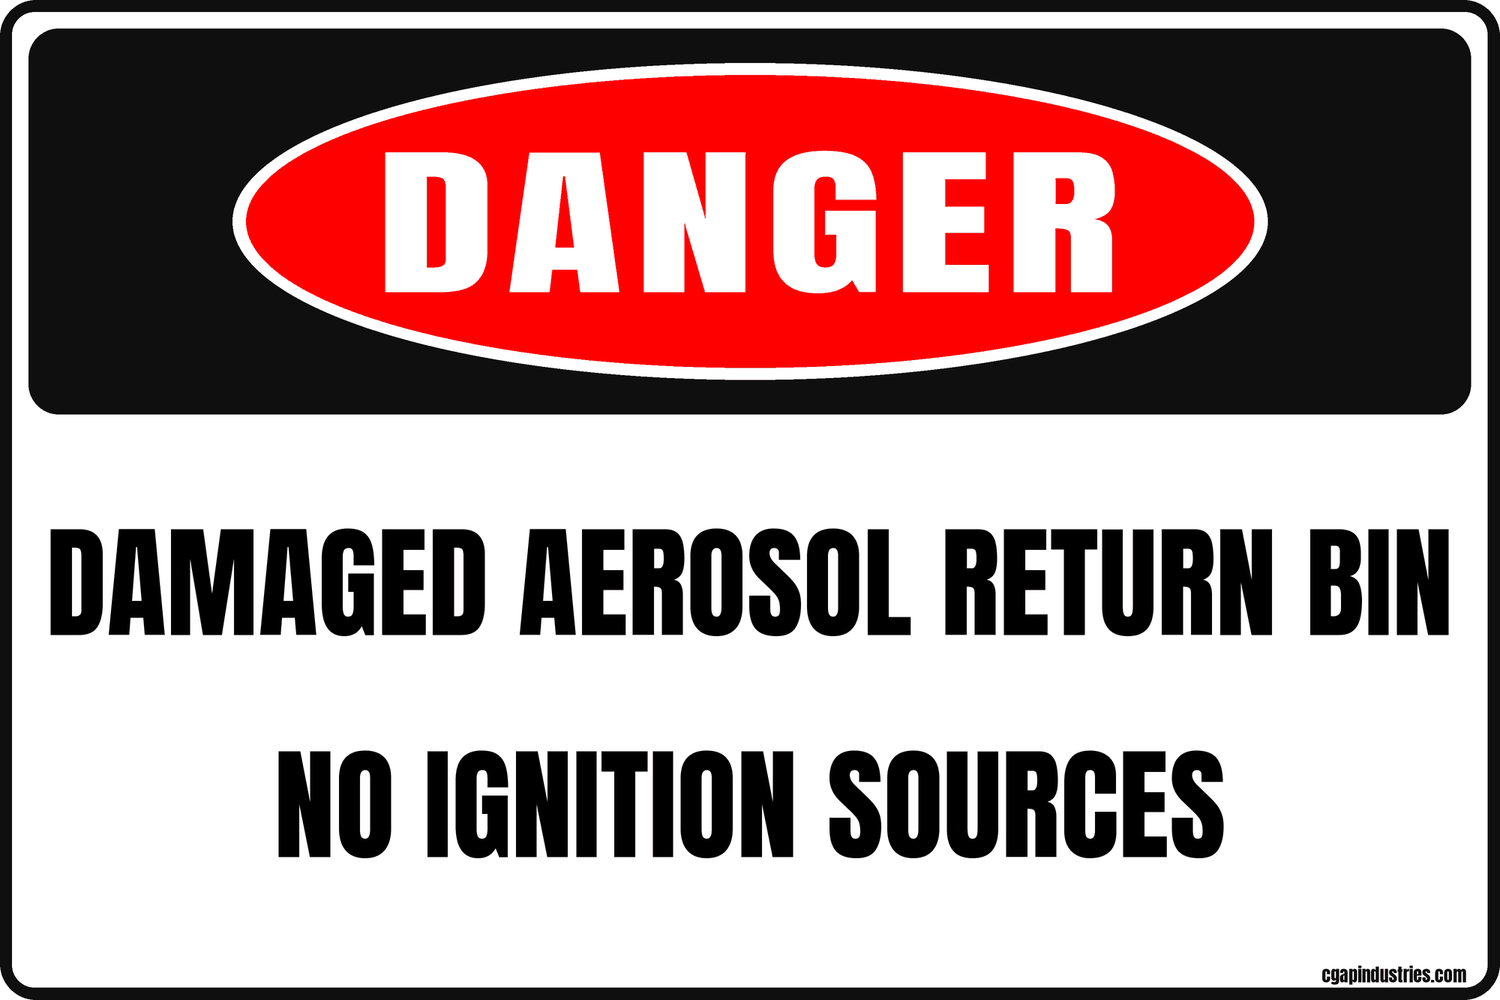 DANGER
DAMAGED AEROSOL RETURN BIN
NO IGNITION SOURCES
cgapindustries.com